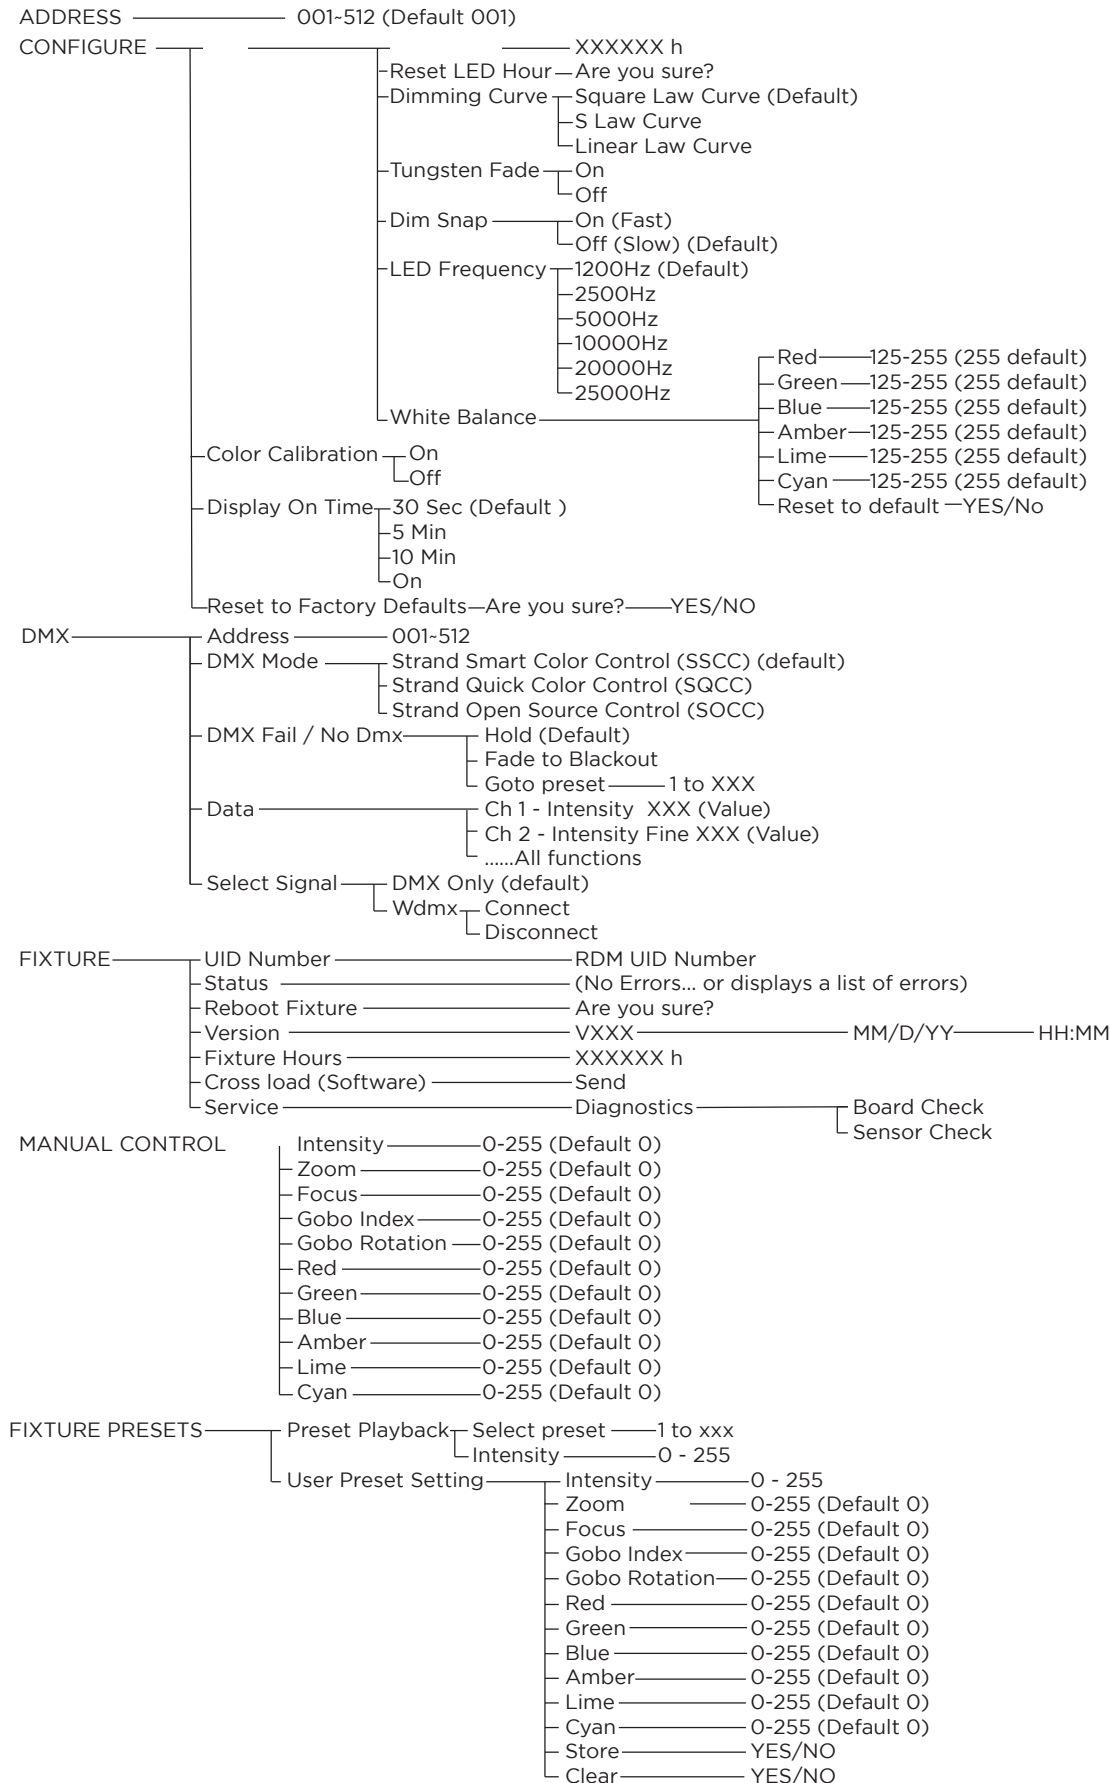 ADDRESS 001~512 (Default 001)
CONFIGURE XXXXXX h
Reset LED Hour Are you sure?
Dimming Curve Square Law Curve (Default)
S Law Curve
Linear Law Curve
Tungsten Fade On
Off
Dim Snap On (Fast)
Off (Slow) (Default)
LED Frequency 1200Hz (Default)
2500Hz
5000Hz
10000Hz
20000Hz
25000Hz
White Balance
Red 125-255 (255 default)
Green 125-255 (255 default)
Blue 125-255 (255 default)
Amber 125-255 (255 default)
Lime 125-255 (255 default)
Cyan 125-255 (255 default)
Reset to default YES/No
Color Calibration On
Off
Display On Time 30 Sec (Default )
5 Min
10 Min
On
Reset to Factory Defaults Are you sure? YES/NO
DMX Address 001~512
DMX Mode Strand Smart Color Control (SSCC) (default)
Strand Quick Color Control (SQCC)
Strand Open Source Control (SOCC)
DMX Fail / No Dmx Hold (Default)
Fade to Blackout
Goto preset 1 to XXX
Data Ch 1 - Intensity XXX (Value)
Ch 2 - Intensity Fine XXX (Value)
......All functions
Select Signal DMX Only (default)
Wdmx Connect
Disconnect
FIXTURE UID Number RDM UID Number
Status (No Errors... or displays a list of errors)
Reboot Fixture Are you sure?
Version VXXX MM/D/YY HH:MM
Fixture Hours XXXXXX h
Cross load (Software) Send
Service Diagnostics Board Check
Sensor Check
MANUAL CONTROL Intensity 0-255 (Default 0)
Zoom 0-255 (Default 0)
Focus 0-255 (Default 0)
Gobo Index 0-255 (Default 0)
Gobo Rotation 0-255 (Default 0)
Red 0-255 (Default 0)
Green 0-255 (Default 0)
Blue 0-255 (Default 0)
Amber 0-255 (Default 0)
Lime 0-255 (Default 0)
Cyan 0-255 (Default 0)
FIXTURE PRESETS Preset Playback Select preset 1 to xxx
Intensity 0 - 255
User Preset Setting Intensity 0 - 255
Zoom 0-255 (Default 0)
Focus 0-255 (Default 0)
Gobo Index 0-255 (Default 0)
Gobo Rotation 0-255 (Default 0)
Red 0-255 (Default 0)
Green 0-255 (Default 0)
Blue 0-255 (Default 0)
Amber 0-255 (Default 0)
Lime 0-255 (Default 0)
Cyan 0-255 (Default 0)
Store YES/NO
Clear YES/NO